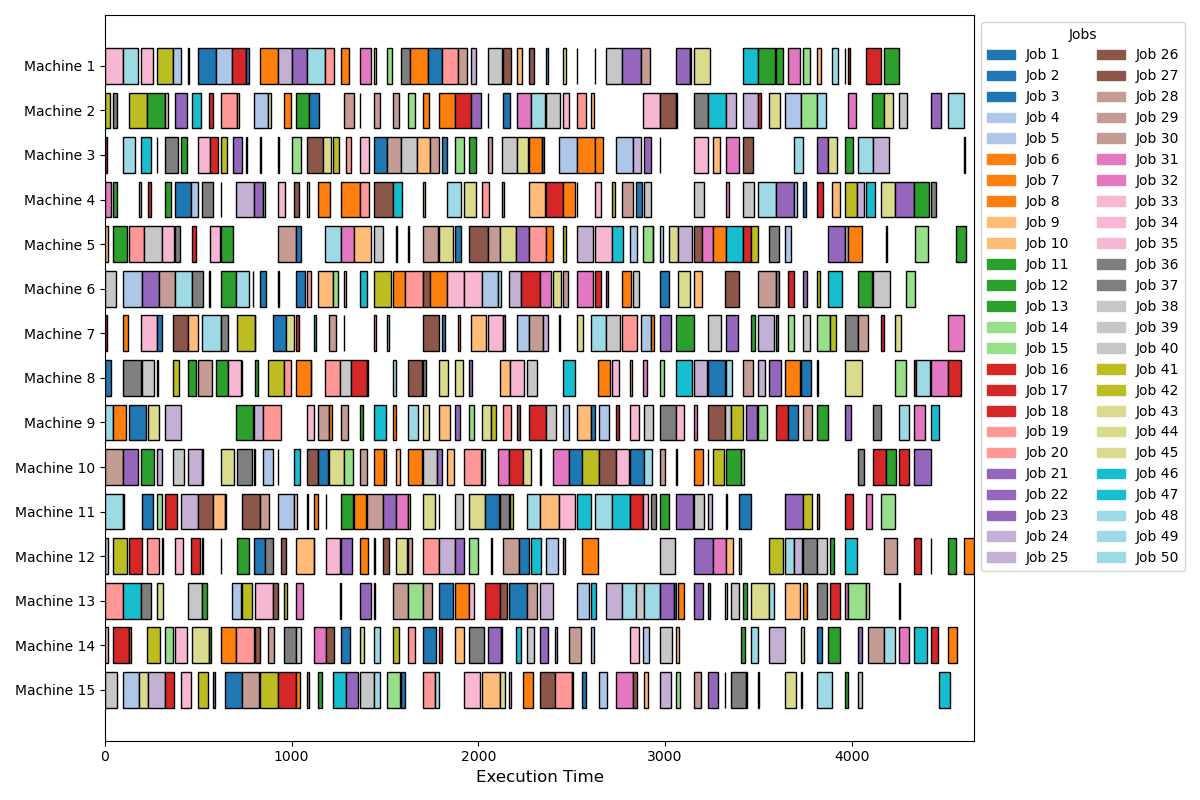 Machine 1
Machine 2
Machine 3
Machine 4
Machine 5
Machine 6
Machine 7
Machine 8
Machine 9
Machine 10
Machine 11
Machine 12
Machine 13
Machine 14
Machine 15
0 1000 2000 3000 4000
Execution Time
Jobs
Job 1 Job 26
Job 2 Job 27
Job 3 Job 28
Job 4 Job 29
Job 5 Job 30
Job 6 Job 31
Job 7 Job 32
Job 8 Job 33
Job 9 Job 34
Job 10 Job 35
Job 11 Job 36
Job 12 Job 37
Job 13 Job 38
Job 14 Job 39
Job 15 Job 40
Job 16 Job 41
Job 17 Job 42
Job 18 Job 43
Job 19 Job 44
Job 20 Job 45
Job 21 Job 46
Job 22 Job 47
Job 23 Job 48
Job 24 Job 49
Job 25 Job 50